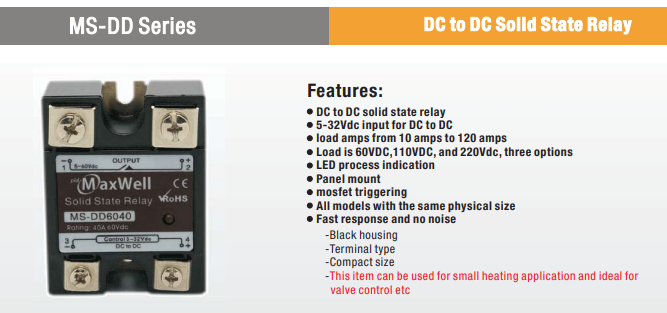 MS-DD Series
DC to DC Solid State Relay
Features:
● DC to DC solid state relay
● 5-32Vdc input for DC to DC
● load amps from 10 amps to 120 amps
● Load is 60VDC,110VDC, and 220Vdc, three options
● LED process indication
● Panel mount
● mosfet triggering
● All models with the same physical size
● Fast response and no noise
-Black housing
-Terminal type
-Compact size
-This item can be used for small heating application and ideal for
valve control etc
- OUTPUT +
1 5-60Vdc 2
MaxWell CE
Solid State Relay RoHS
MS-DD6040
Rating: 40A 60Vdc
3 Control 5-32Vdc 4
- DC to DC +